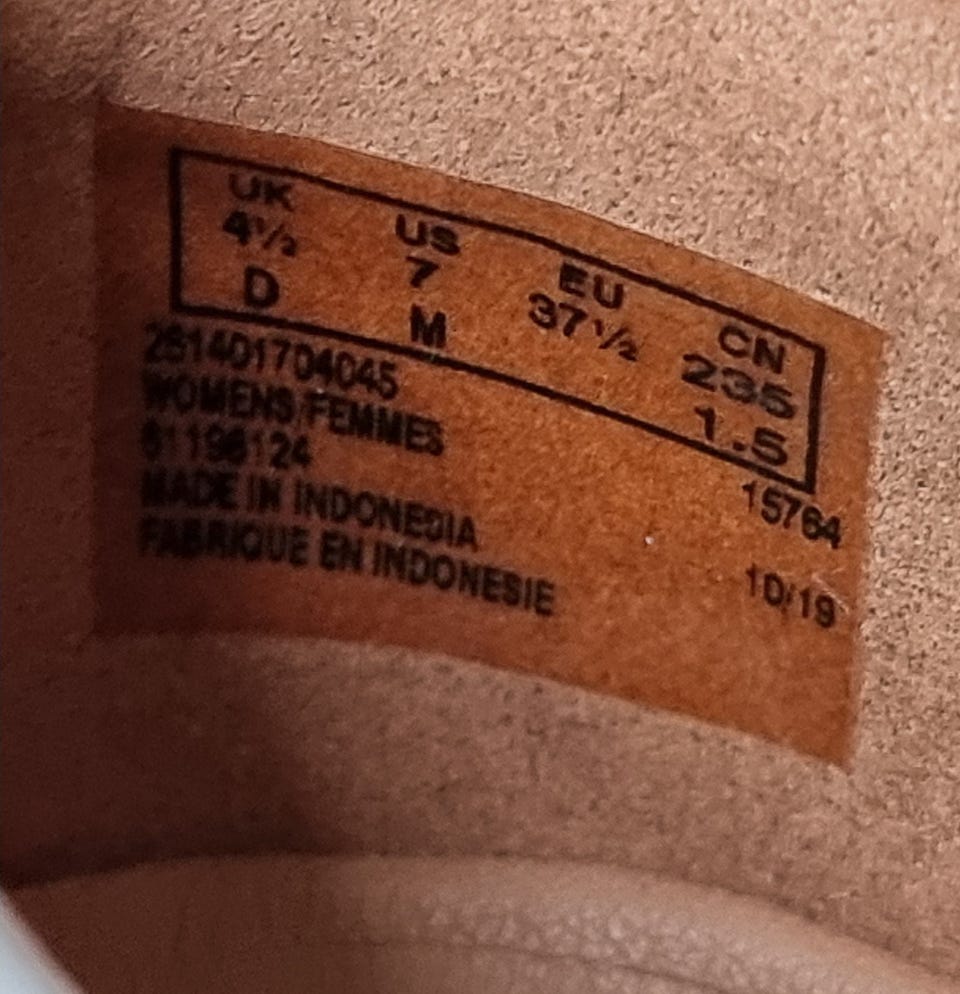 UK US EU CN
4½ 7 37½ 235
D M 1.5
261401704045
WOMENS/FEMMES 15764
61196124
MADE IN INDONESIA 10/19
FABRIQUE EN INDONESIE